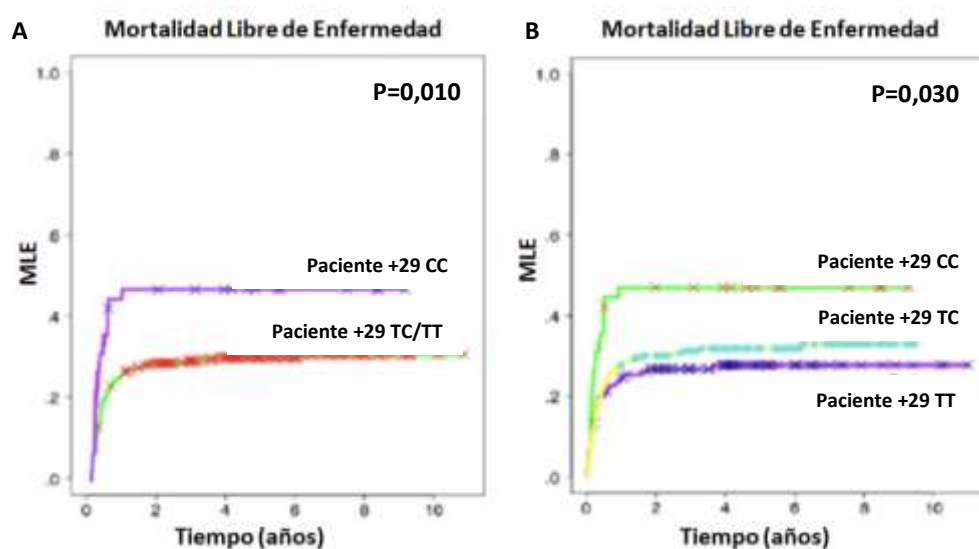 A
Mortalidad Libre de Enfermedad
P=0,010
1.0
.8
.6
.4
.2
.0
MLE
Paciente +29 CC
Paciente +29 TC/TT
0 2 4 6 8 10
Tiempo (años)
B
Mortalidad Libre de Enfermedad
P=0,030
1.0
.8
.6
.4
.2
.0
MLE
Paciente +29 CC
Paciente +29 TC
Paciente +29 TT
0 2 4 6 8 10
Tiempo (años)